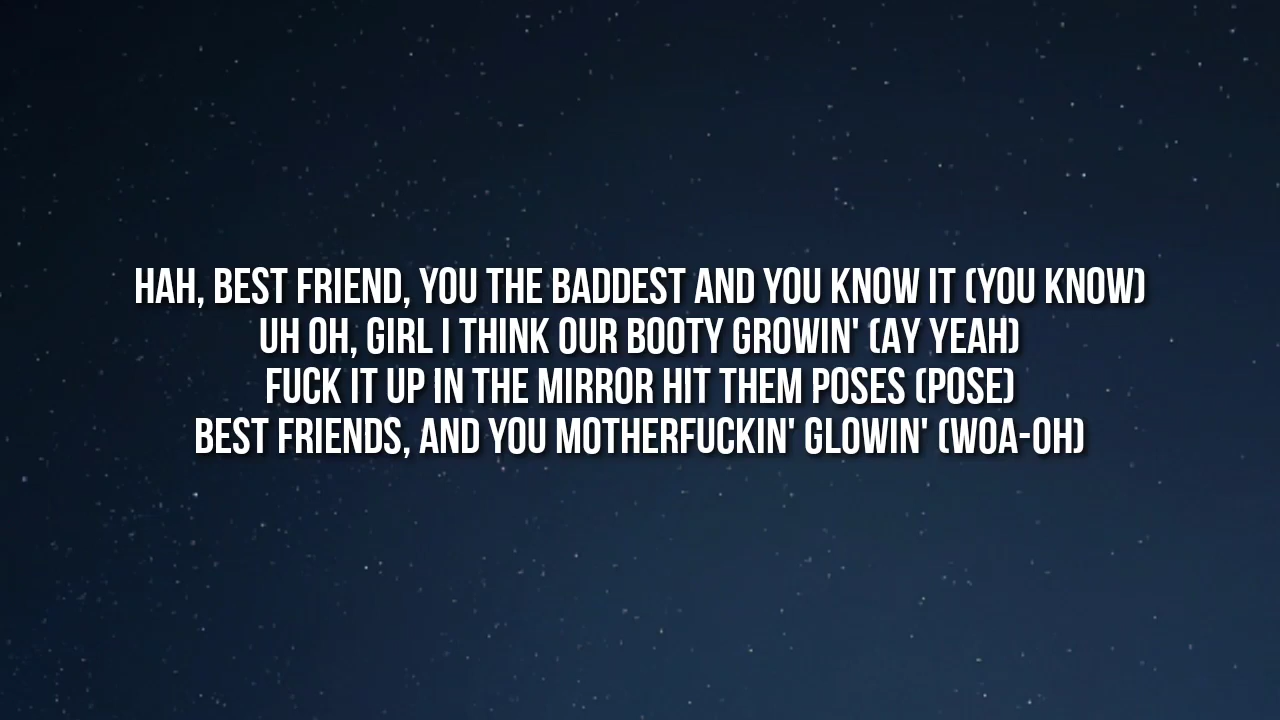 HAH, BEST FRIEND, YOU THE BADDEST AND YOU KNOW IT (YOU KNOW)
UH OH, GIRL I THINK OUR BOOTY GROWIN' (AY YEAH)
FUCK IT UP IN THE MIRROR HIT THEM POSES (POSE)
BEST FRIENDS, AND YOU MOTHERFUCKIN' GLOWIN' (WOA-OH)